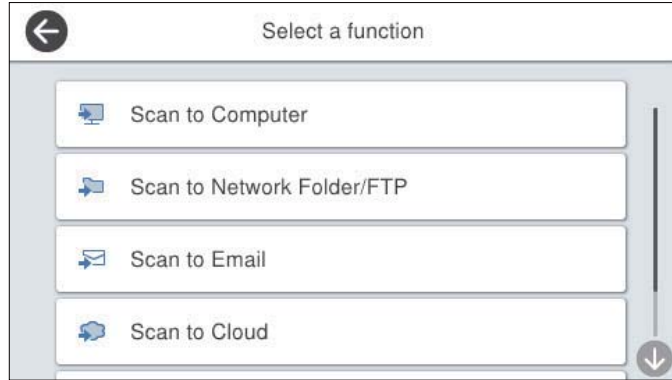 Select a function
Scan to Computer
Scan to Network Folder/FTP
Scan to Email
Scan to Cloud